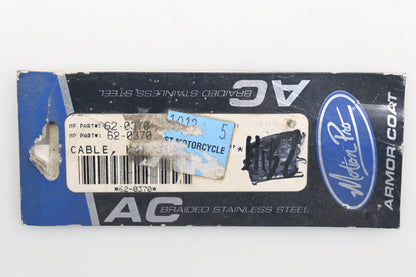 AC
BRAIDED STAINLESS STEEL
MP PART#: 62-0370
MP PART#: 62-0370
5
ST MOTORCYCLE
CABLE,
"*
*62-0370*
AC
BRAIDED STAINLESS STEEL
Motion Pro
ARMOR COAT